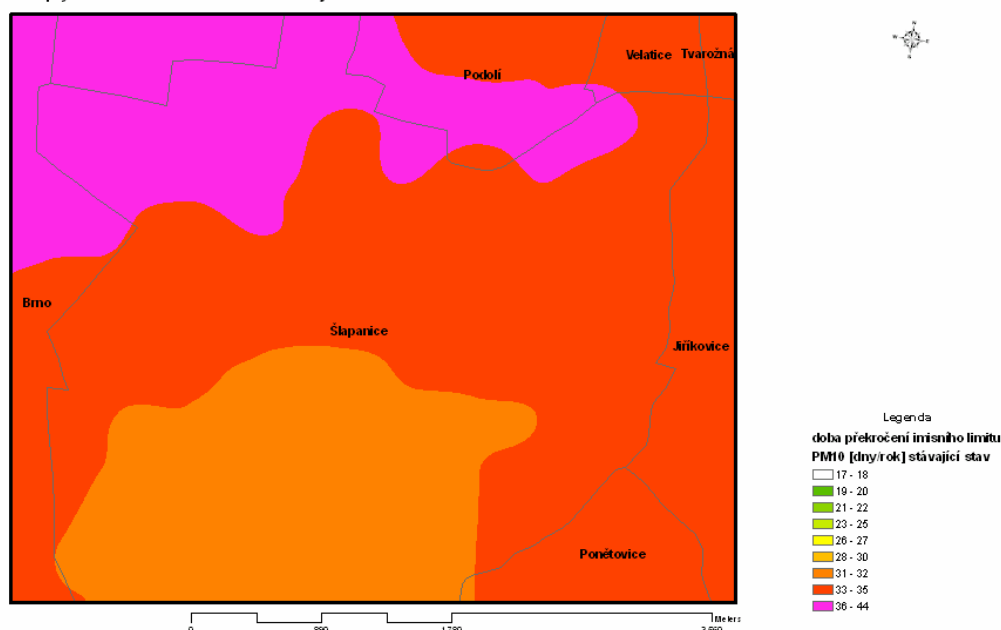 Velatice Tvarožná
Podolí
Brno
Šlapanice
Jiříkovice
Ponětovice
Legenda
doba překročení imisního limitu
PM10 [dny/rok] stávající stav
17 - 18
19 - 20
21 - 22
23 - 25
26 - 27
28 - 30
31 - 32
33 - 35
36 - 44
Meters
0